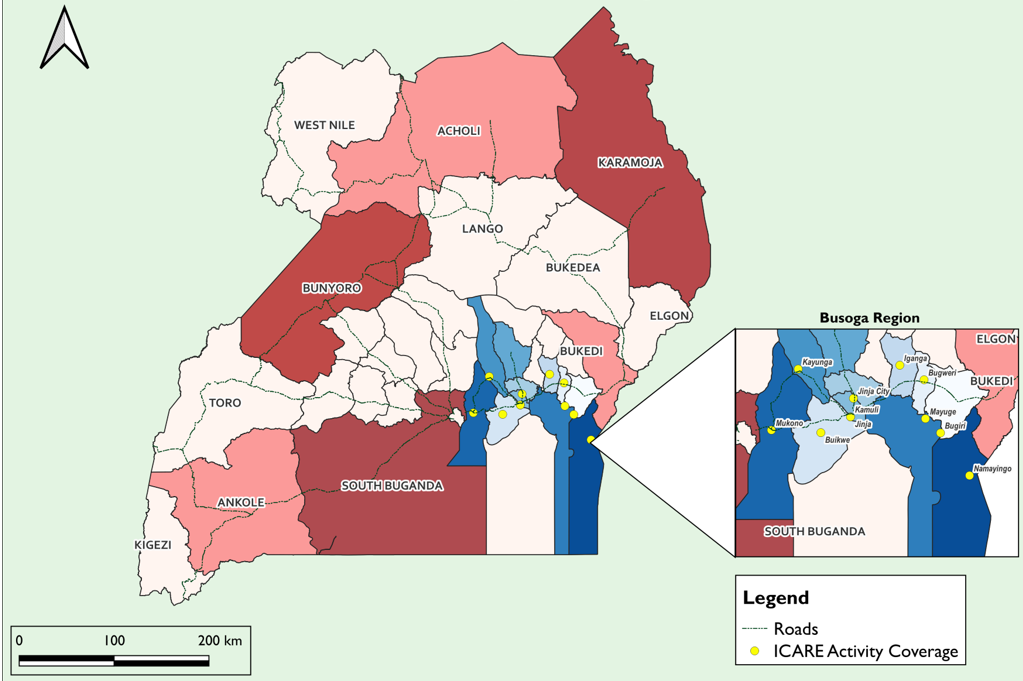 WEST NILE
ACHOLI
KARAMOJA
LANGO
BUKEDEA
BUNYORO
ELGON
BUKEDI
TORO
SOUTH BUGANDA
ANKOLE
KIGEZI
Busoga Region
ELGON
Iganga
Kayunga
Bugweri
BUKEDI
Jinja City
Kamuli
Mayuge
Mukono
Jinja
Bugiri
Buikwe
Namayingo
SOUTH BUGANDA
Legend
Roads
ICARE Activity Coverage
0 100 200 km